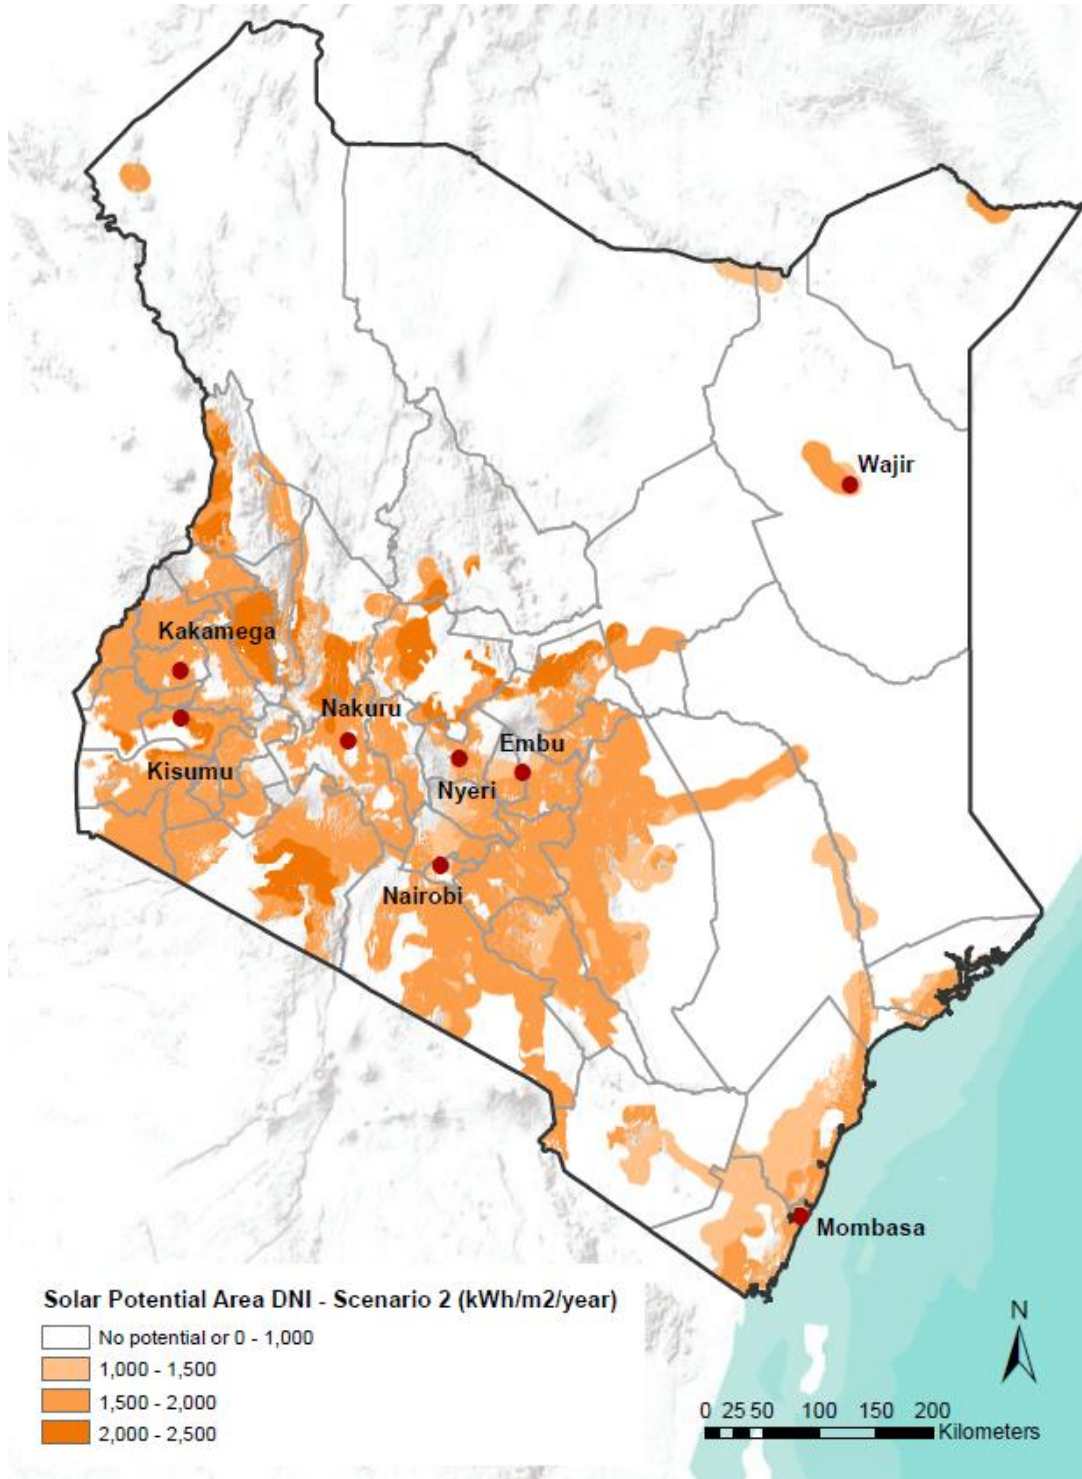 Wajir
Kakamega
Nakuru
Embu
Kisumu
Nyeri
Nairobi
Mombasa
Solar Potential Area DNI - Scenario 2 (kWh/m2/year)
No potential or 0 - 1,000
1,000 - 1,500
1,500 - 2,000
2,000 - 2,500
N
0 25 50 100 150 200
Kilometers